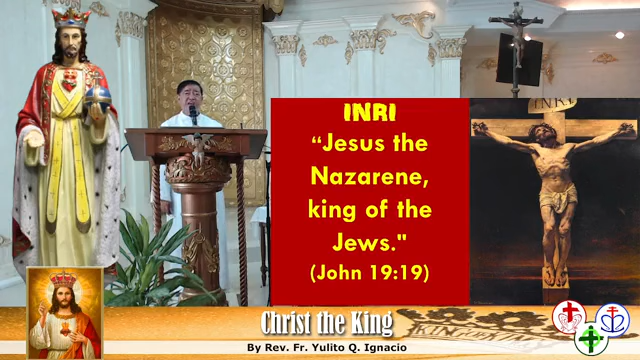 INRI
“Jesus the
Nazarene,
king of the
Jews."
(John 19:19)
INRI
Christ the King
By Rev. Fr. Yulito Q. Ignacio